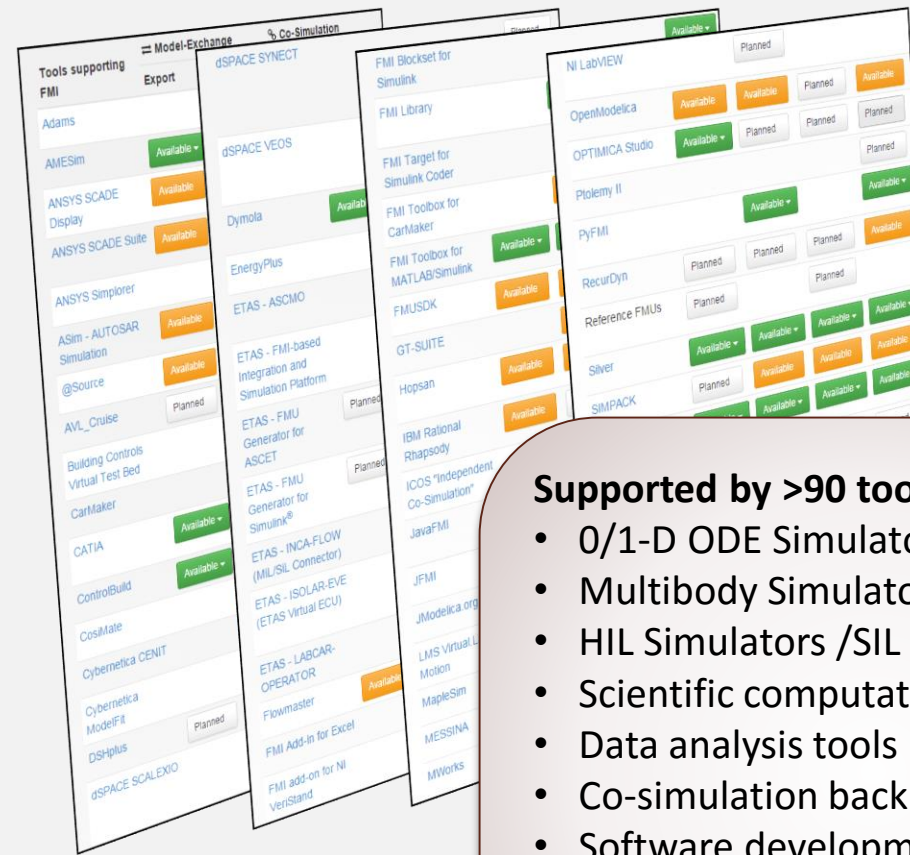 Tools supporting
FMI
Model-Exchange
Co-Simulation
Export
Adams
AMESim
Available
ANSYS SCADE
Display
Available
ANSYS SCADE Suite
Available
ANSYS Simplorer
ASim - AUTOSAR
Simulation
Available
@Source
Available
AVL_Cruise
Planned
Building Controls
Virtual Test Bed
CarMaker
CATIA
Available
ControlBuild
Available
CosiMate
Cybernetica CENIT
Cybernetica
ModelFit
DSHplus
Planned
dSPACE SCALEXIO
dSPACE SYNECT
dSPACE VEOS
Dymola
EnergyPlus
ETAS - ASCMO
ETAS - FMI-based
Integration and
Simulation Platform
ETAS - FMU
Generator for
ASCET
Planned
ETAS - FMU
Generator for
Simulink®
Planned
ETAS - INCA-FLOW
(MiL/SiL Connector)
ETAS - ISOLAR-EVE
(ETAS Virtual ECU)
ETAS - LABCAR-
OPERATOR
Flowmaster
Available
FMI Add-In for Excel
FMI add-on for NI
VeriStand
FMI Blockset for
Simulink
FMI Library
FMI Target for
Simulink Coder
FMI Toolbox for
CarMaker
FMI Toolbox for
MATLAB/Simulink
Available
FMUSDK
Available
GT-SUITE
Hopsan
Available
IBM Rational
Rhapsody
Available
ICOS "Independent
Co-Simulation"
JavaFMI
JFMI
JModelica.org
LMS Virtual.L
Motion
MapleSim
MESSINA
MWorks
Available
NI LabVIEW Planned
OpenModelica Available Available Planned Available
OPTIMICA Studio Available Planned Planned Planned
Ptolemy II Planned
PyFMI Available Available
RecurDyn Planned Planned Planned Available
Reference FMUs Planned Planned
Silver Available Available Available Available
SIMPACK Planned Available Available Available
Available Available Available
Supported by >90 too
• 0/1-D ODE Simulato
• Multibody Simulato
• HIL Simulators /SIL
• Scientific computat
• Data analysis tools
• Co-simulation back
• Software developm